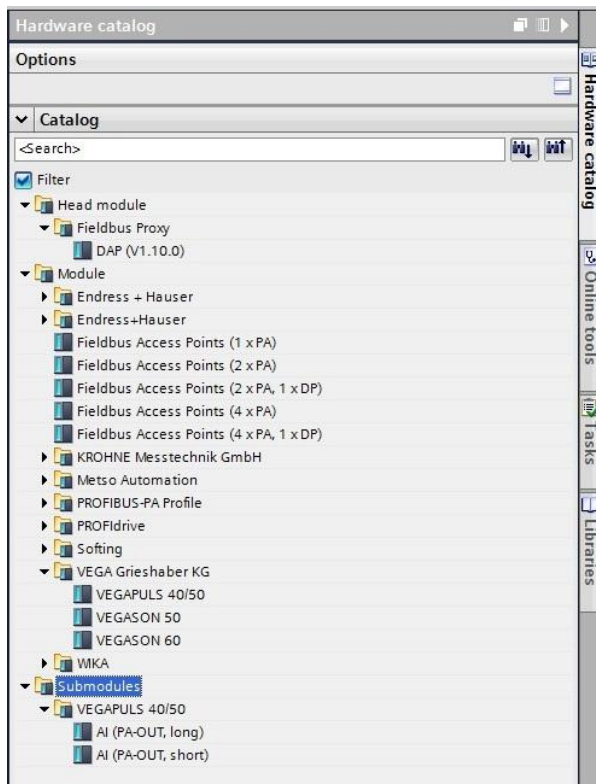 Hardware catalog
Options
Catalog
<Search>
Filter
Head module
Fieldbus Proxy
DAP (V1.10.0)
Module
Endress + Hauser
Endress+Hauser
Fieldbus Access Points (1 x PA)
Fieldbus Access Points (2 x PA)
Fieldbus Access Points (2 x PA, 1 x DP)
Fieldbus Access Points (4 x PA)
Fieldbus Access Points (4 x PA, 1 x DP)
KROHNE Messtechnik GmbH
Metso Automation
PROFIBUS-PA Profile
PROFIdrive
Softing
VEGA Grieshaber KG
VEGAPULS 40/50
VEGASON 50
VEGASON 60
WIKA
Submodules
VEGAPULS 40/50
AI (PA-OUT, long)
AI (PA-OUT, short)
Hardware catalog
Online tools
Tasks
Libraries